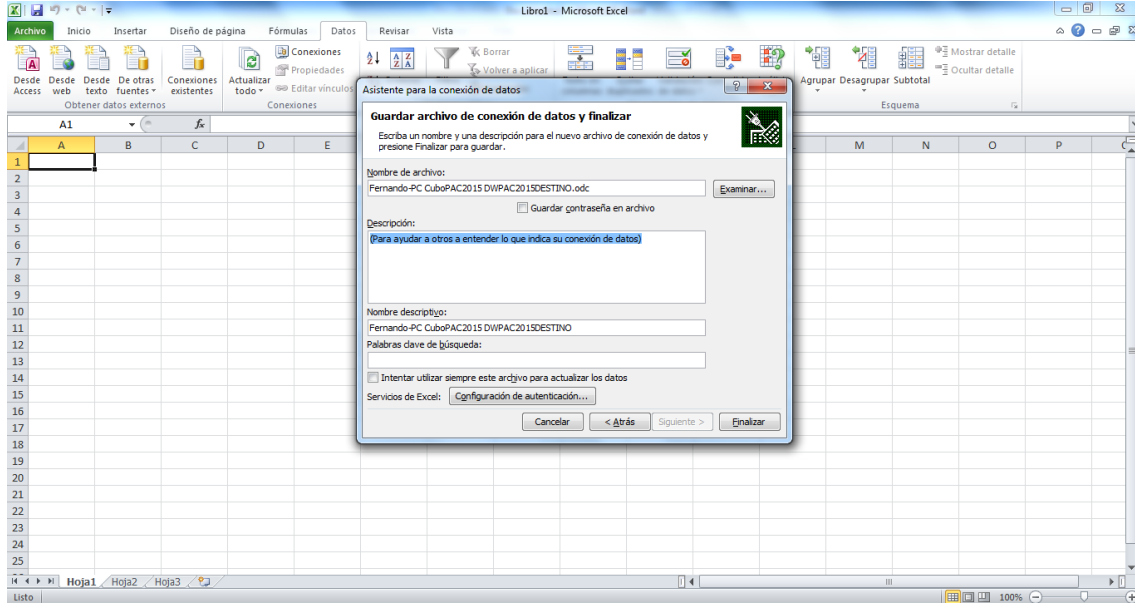 Libro1 - Microsoft Excel
Archivo Inicio Insertar Diseño de página Fórmulas Datos Revisar Vista
Desde Access
Desde web
Desde texto
De otras fuentes
Conexiones existentes
Obtener datos externos
Actualizar todo
Conexiones
Propiedades
Editar vínculos
Conexiones
Borrar
Volver a aplicar
Agrupar Desagrupar Subtotal
Mostrar detalle
Ocultar detalle
Esquema
A1 fx
A B C D E M N O P
1
2
3
4
5
6
7
8
9
10
11
12
13
14
15
16
17
18
19
20
21
22
23
24
25
Asistente para la conexión de datos
Guardar archivo de conexión de datos y finalizar
Escriba un nombre y una descripción para el nuevo archivo de conexión de datos y
presione Finalizar para guardar.
Nombre de archivo:
Fernando-PC CuboPAC2015 DWPAC2015DESTINO.odc
Examinar...
Guardar contraseña en archivo
Descripción:
(Para ayudar a otros a entender lo que indica su conexión de datos)
Nombre descriptivo:
Fernando-PC CuboPAC2015 DWPAC2015DESTINO
Palabras clave de búsqueda:
Intentar utilizar siempre este archivo para actualizar los datos
Servicios de Excel: Configuración de autenticación...
Cancelar < Atrás Siguiente > Finalizar
Hoja1 Hoja2 Hoja3
Listo 100%